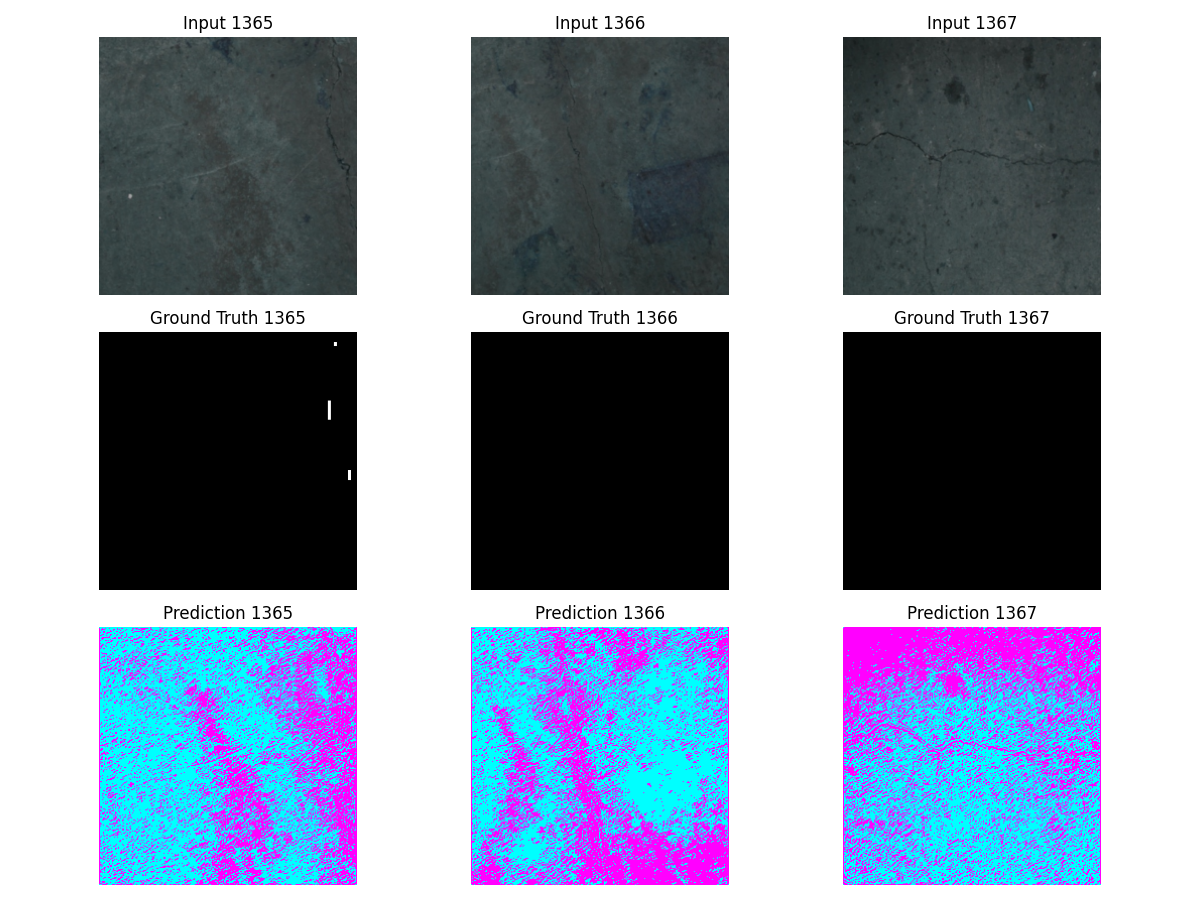 Input 1365
Input 1366
Input 1367
Ground Truth 1365
Ground Truth 1366
Ground Truth 1367
Prediction 1365
Prediction 1366
Prediction 1367